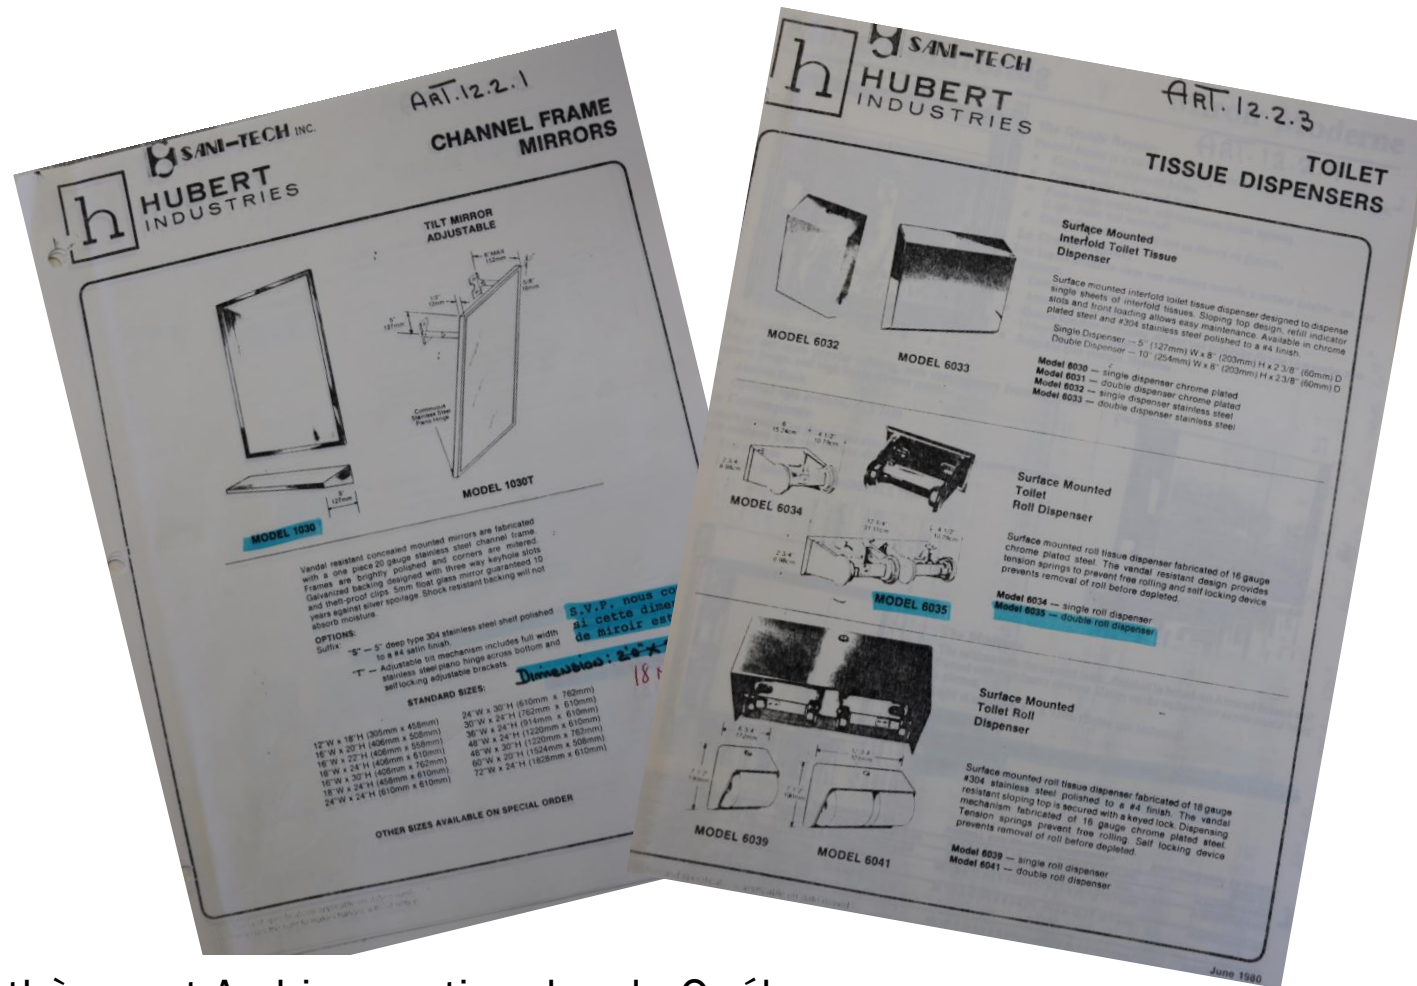 ART.12.2.1
SANI-TECH INC.
HUBERT
INDUSTRIES
CHANNEL FRAME
MIRRORS
TILT MIRROR
ADJUSTABLE
6" MAX
152mm
5/8"
16mm
1/2"
5"
127mm
Continuous
Stainless Steel
Piano Hinge
5"
127mm
MODEL 1030T
MODEL 1030
Vandal resistant concealed mounted mirrors are fabricated
with a one piece 20 gauge stainless steel channel frame.
Frames are brightly polished and corners are mitered.
Galvanized backing designed with three way keyhole slots
and theft-proof clips. 5mm float glass mirror guaranteed 10
years against silver spoilage. Shock resistant backing will not
absorb moisture.
OPTIONS:
Suffix: "S" — 5" deep type 304 stainless steel shelf polished
to a #4 satin finish.
"T" — Adjustable tilt mechanism includes full width
stainless steel piano hinge across bottom and
self locking adjustable brackets.
S.V.P. nous co
si cette dime
de miroir est
Dimension: 2'0" x
18
STANDARD SIZES:
12"W x 18"H (305mm x 458mm)
16"W x 20"H (406mm x 508mm)
16"W x 22"H (406mm x 558mm)
16"W x 24"H (406mm x 610mm)
16"W x 30"H (406mm x 762mm)
18"W x 24"H (458mm x 610mm)
24"W x 24"H (610mm x 610mm)
24"W x 30"H (610mm x 762mm)
30"W x 24"H (762mm x 610mm)
36"W x 24"H (914mm x 610mm)
48"W x 24"H (1220mm x 610mm)
48"W x 30"H (1220mm x 762mm)
60"W x 20"H (1524mm x 508mm)
72"W x 24"H (1828mm x 610mm)
OTHER SIZES AVAILABLE ON SPECIAL ORDER
SANI-TECH
HUBERT
INDUSTRIES
ART.12.2.3
TOILET
TISSUE DISPENSERS
MODEL 6032
MODEL 6033
Surface Mounted
Interfold Toilet Tissue
Dispenser
Surface mounted interfold toilet tissue dispenser designed to dispense
single sheets of interfold tissues. Sloping top design, refill indicator
slots and front loading allows easy maintenance. Available in chrome
plated steel and #304 stainless steel polished to a #4 finish.
Single Dispenser — 5" (127mm) W x 8" (203mm) H x 2 3/8" (60mm) D
Double Dispenser — 10" (254mm) W x 8" (203mm) H x 2 3/8" (60mm) D
Model 6030 — single dispenser chrome plated
Model 6031 — double dispenser chrome plated
Model 6032 — single dispenser stainless steel
Model 6033 — double dispenser stainless steel
MODEL 6034
MODEL 6035
Surface Mounted
Toilet
Roll Dispenser
Surface mounted roll tissue dispenser fabricated of 16 gauge
chrome plated steel. The vandal resistant design provides
tension springs to prevent free rolling and self locking device
prevents removal of roll before depleted.
Model 6034 — single roll dispenser
Model 6035 — double roll dispenser
MODEL 6039
MODEL 6041
Surface Mounted
Toilet Roll
Dispenser
Surface mounted roll tissue dispenser fabricated of 18 gauge
#304 stainless steel polished to a #4 finish. The vandal
resistant sloping top is secured with a keyed lock. Dispensing
mechanism fabricated of 16 gauge chrome plated steel.
Tension springs prevent free rolling. Self locking device
prevents removal of roll before depleted.
Model 6039 — single roll dispenser
Model 6041 — double roll dispenser
June 1980